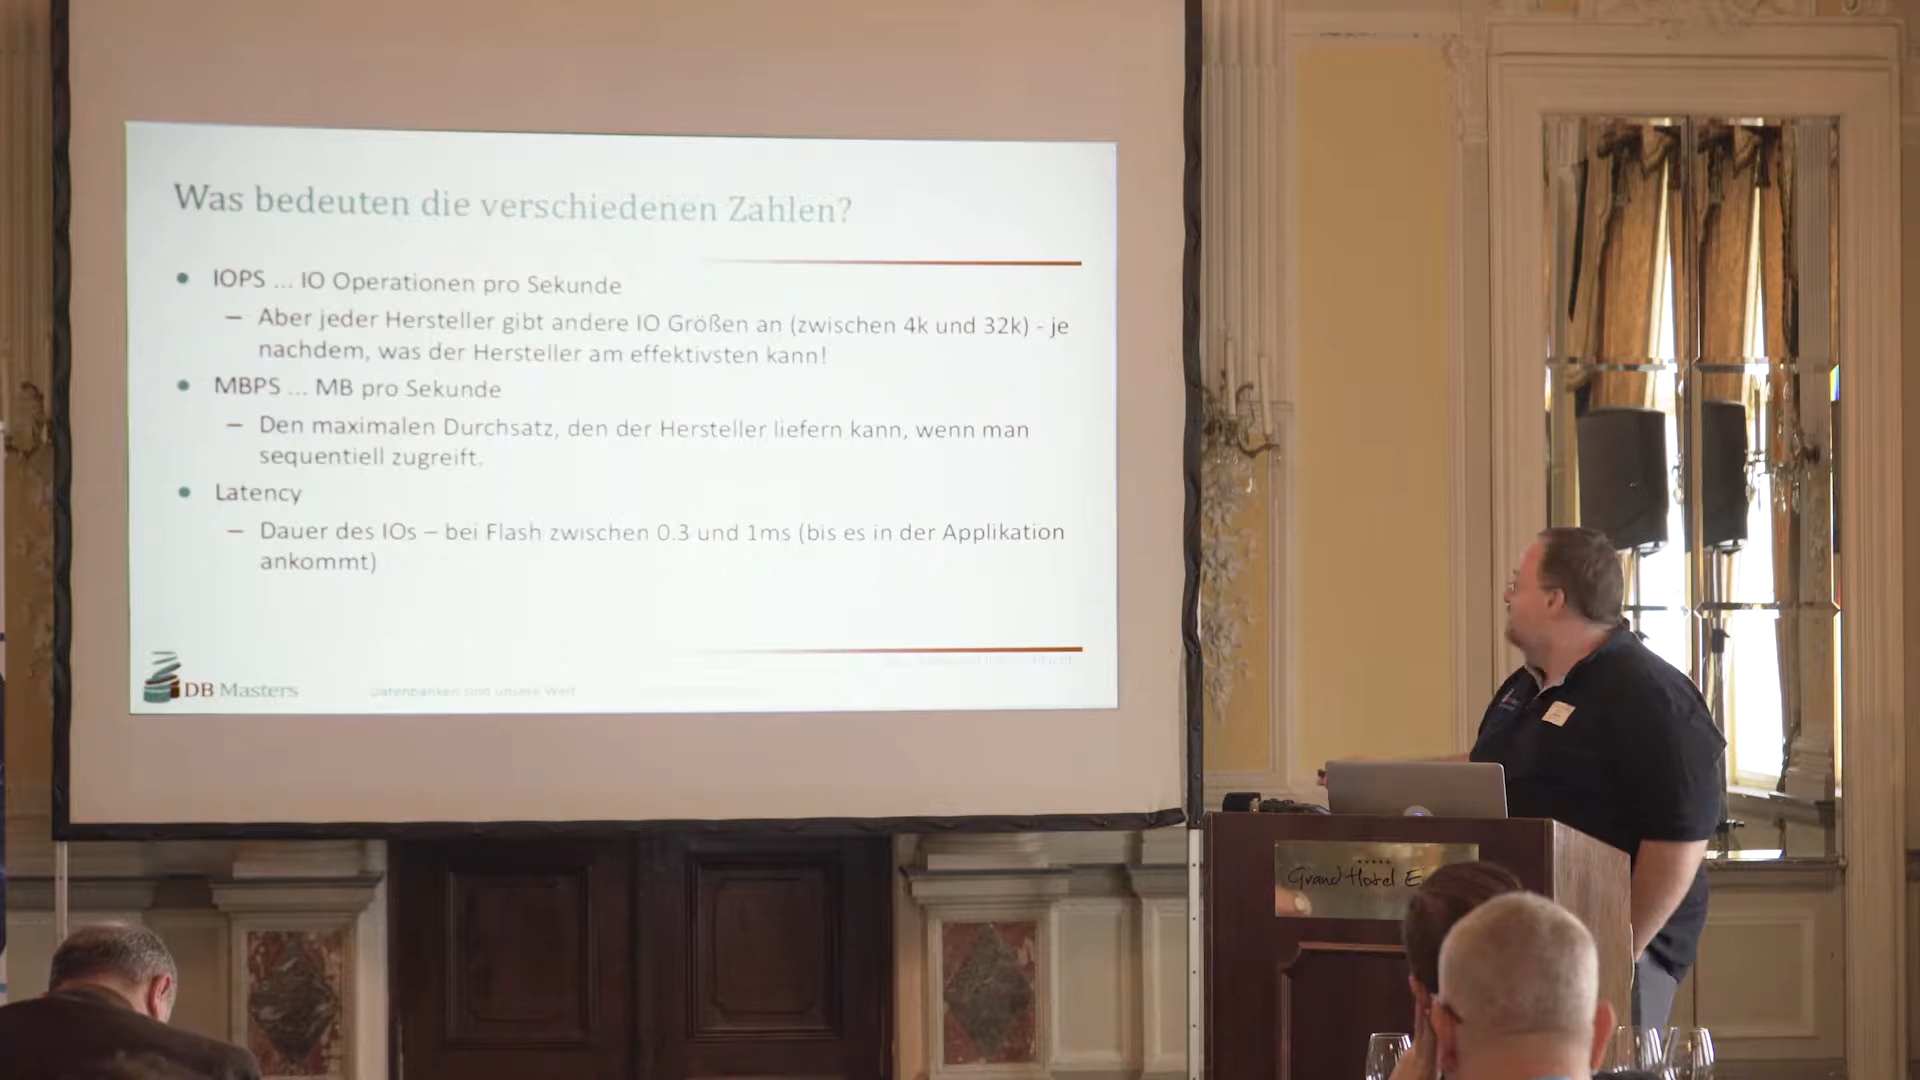 Was bedeuten die verschiedenen Zahlen?
• IOPS ... IO Operationen pro Sekunde
– Aber jeder Hersteller gibt andere IO Größen an (zwischen 4k und 32k) - je
nachdem, was der Hersteller am effektivsten kann!
• MBPS ... MB pro Sekunde
– Den maximalen Durchsatz, den der Hersteller liefern kann, wenn man
sequentiell zugreift.
• Latency
– Dauer des IOs – bei Flash zwischen 0.3 und 1ms (bis es in der Applikation
ankommt)
DB Masters
Datenbanken sind unsere Welt
Grand Hotel E